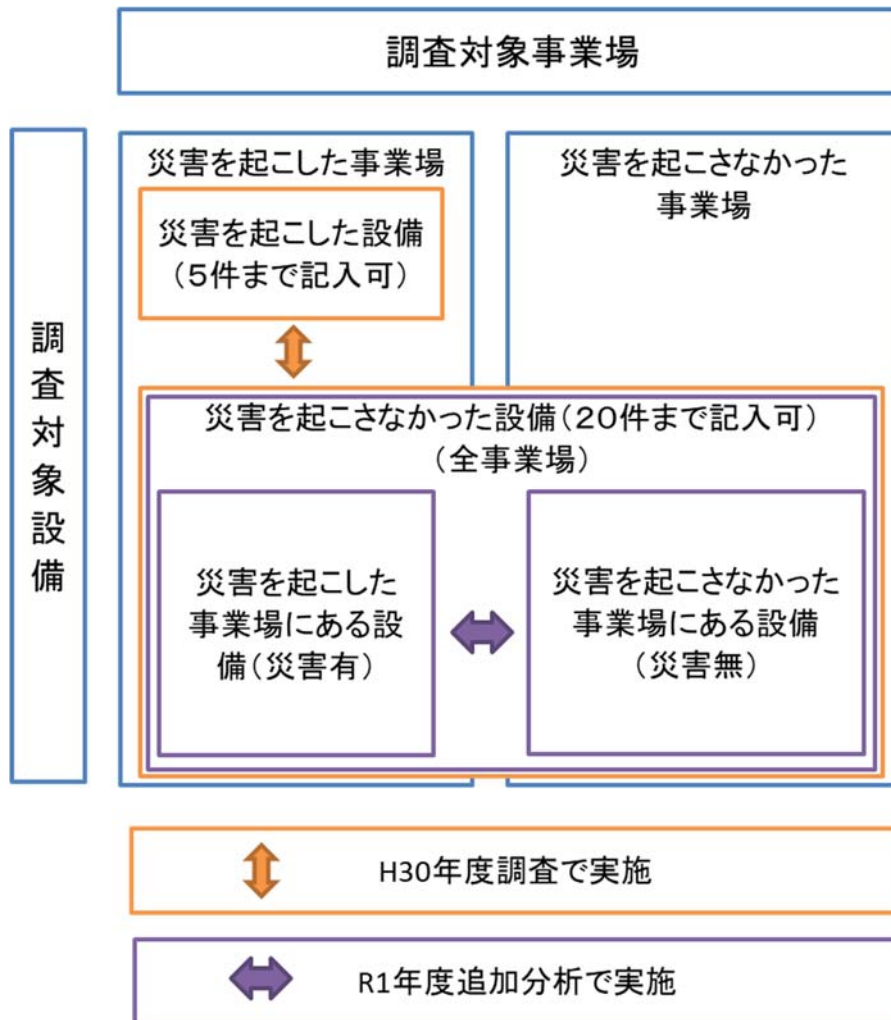 調査対象事業場
調査対象設備
災害を起こした事業場
災害を起こした設備
(5件まで記入可)
災害を起こさなかった
事業場
災害を起こさなかった設備(20件まで記入可)
(全事業場)
災害を起こした
事業場にある設
備(災害有)
災害を起こさなかった
事業場にある設備
(災害無)
H30年度調査で実施
R1年度追加分析で実施